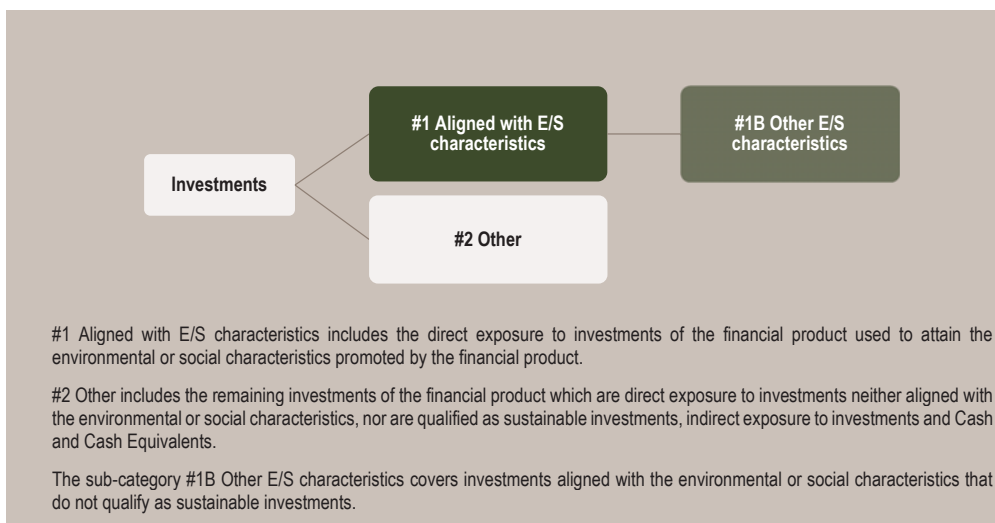 #1 Aligned with E/S
characteristics
#1B Other E/S
characteristics
Investments
#2 Other
#1 Aligned with E/S characteristics includes the direct exposure to investments of the financial product used to attain the
environmental or social characteristics promoted by the financial product.
#2 Other includes the remaining investments of the financial product which are direct exposure to investments neither aligned with
the environmental or social characteristics, nor are qualified as sustainable investments, indirect exposure to investments and Cash
and Cash Equivalents.
The sub-category #1B Other E/S characteristics covers investments aligned with the environmental or social characteristics that
do not qualify as sustainable investments.